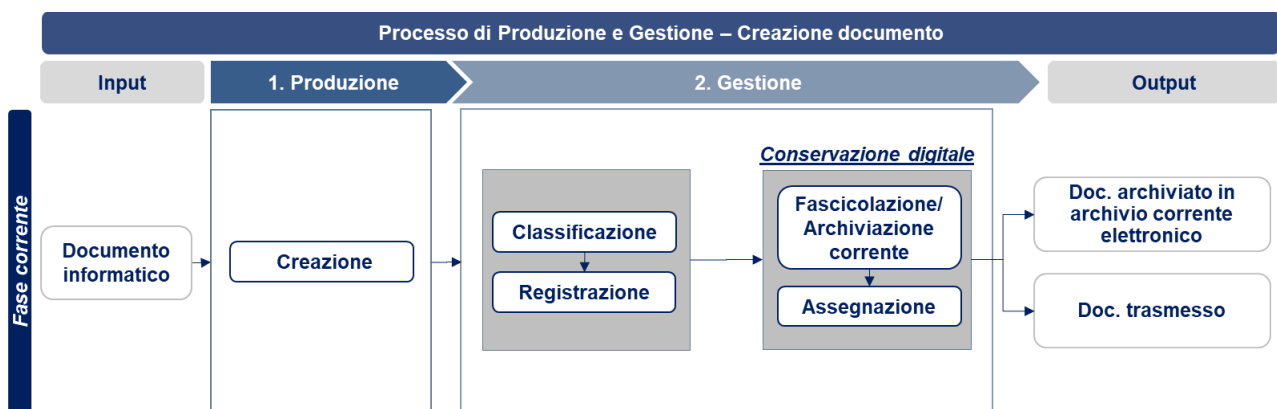 Processo di Produzione e Gestione – Creazione documento
Input
1. Produzione
2. Gestione
Output
Fase corrente
Documento
informatico
Creazione
Classificazione
Registrazione
Conservazione digitale
Fascicolazione/
Archiviazione
corrente
Assegnazione
Doc. archiviato in
archivio corrente
elettronico
Doc. trasmesso